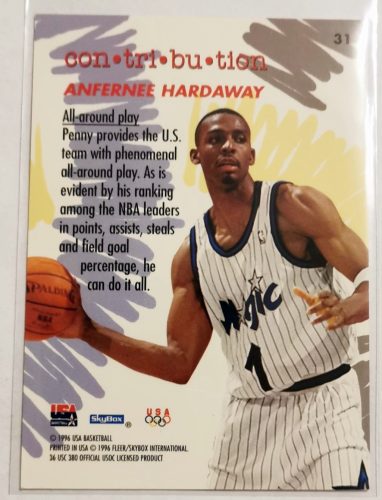 31
con•tri•bu•tion
ANFERNEE HARDAWAY
All-around play
Penny provides the U.S.
team with phenomenal
all-around play. As is
evident by his ranking
among the NBA leaders
in points, assists, steals
and field goal
percentage, he
can do it all.
SPALDING
MAGIC
1
USA
SkyBox
®
USA
© 1996 USA BASKETBALL
PRINTED IN USA © 1996 FLEER/SKYBOX INTERNATIONAL
36 USC 380 OFFICIAL USOC LICENSED PRODUCT